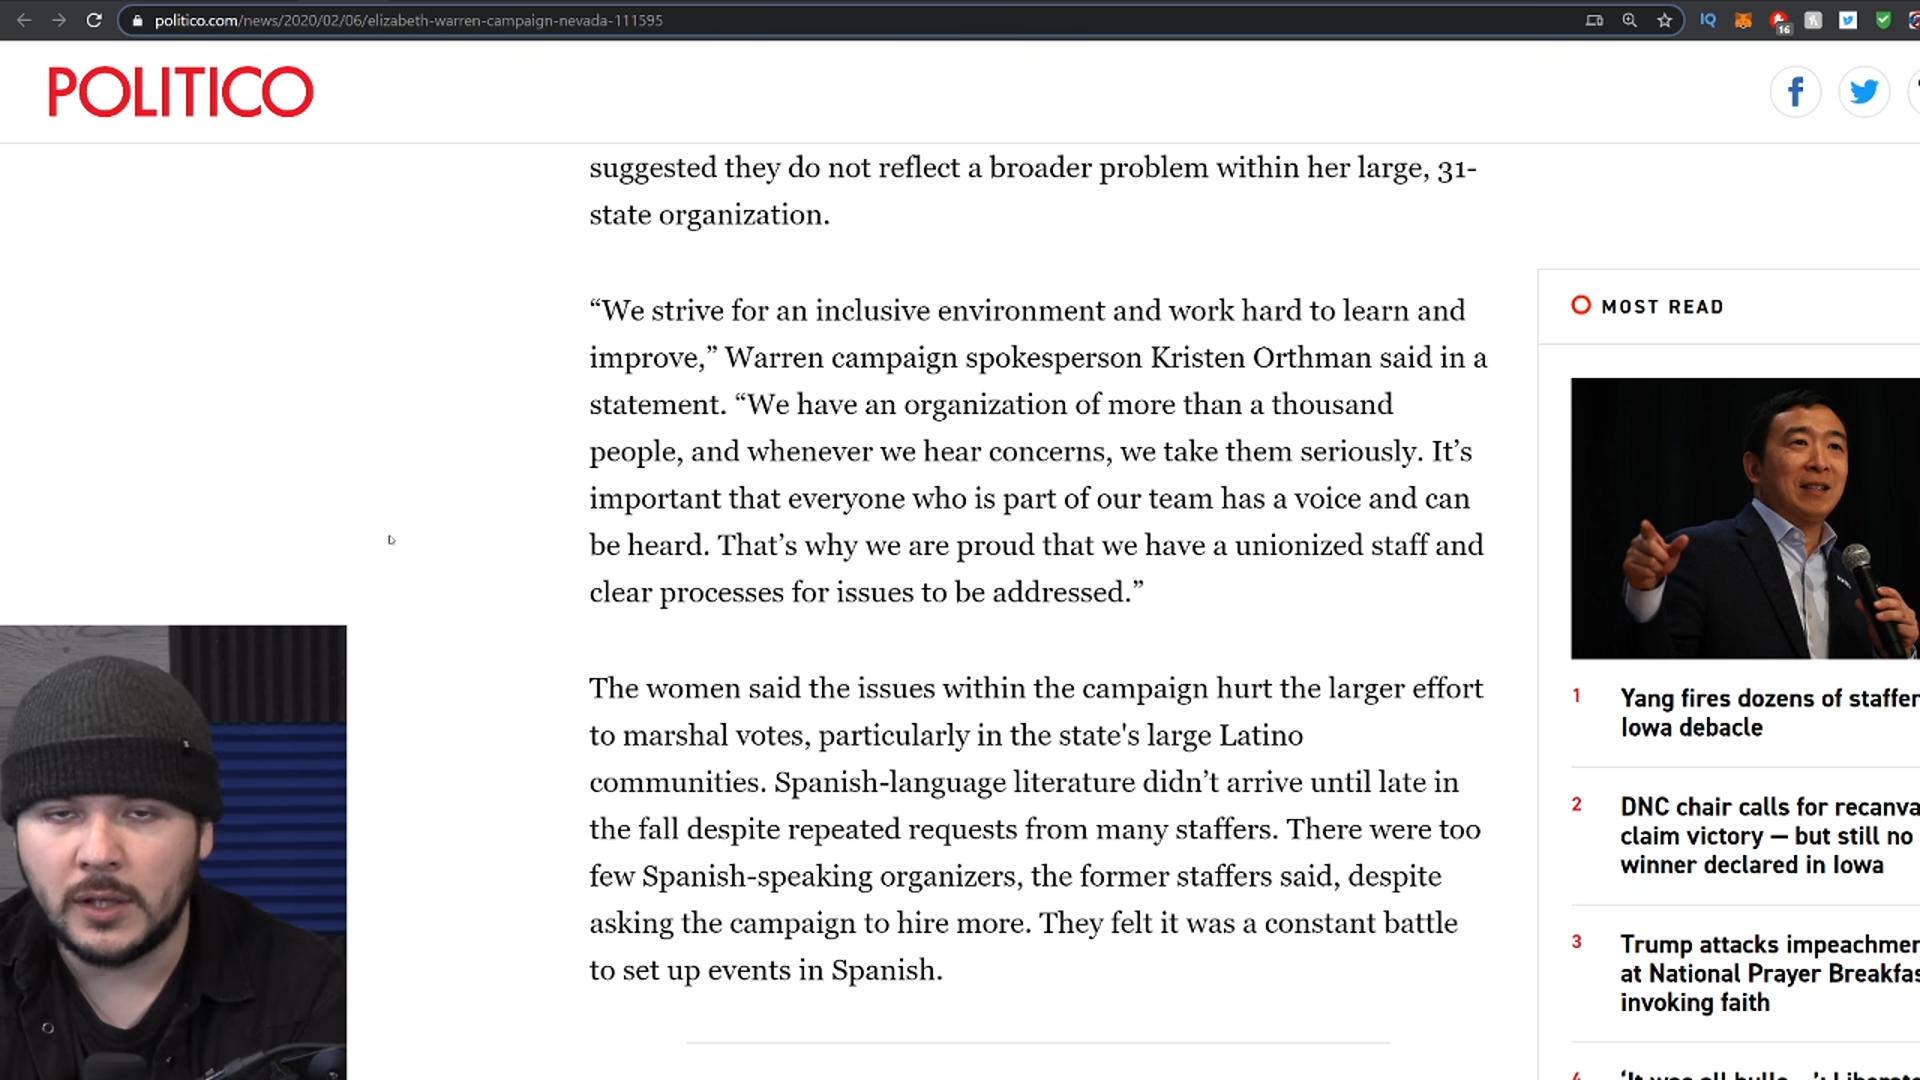 politico.com/news/2020/02/06/elizabeth-warren-campaign-nevada-111595
IQ
16
POLITICO
suggested they do not reflect a broader problem within her large, 31-
state organization.
“We strive for an inclusive environment and work hard to learn and
improve,” Warren campaign spokesperson Kristen Orthman said in a
statement. “We have an organization of more than a thousand
people, and whenever we hear concerns, we take them seriously. It’s
important that everyone who is part of our team has a voice and can
be heard. That’s why we are proud that we have a unionized staff and
clear processes for issues to be addressed.”
The women said the issues within the campaign hurt the larger effort
to marshal votes, particularly in the state's large Latino
communities. Spanish-language literature didn’t arrive until late in
the fall despite repeated requests from many staffers. There were too
few Spanish-speaking organizers, the former staffers said, despite
asking the campaign to hire more. They felt it was a constant battle
to set up events in Spanish.
MOST READ
1 Yang fires dozens of staffer
Iowa debacle
2 DNC chair calls for recanva
claim victory — but still no
winner declared in Iowa
3 Trump attacks impeachmer
at National Prayer Breakfas
invoking faith